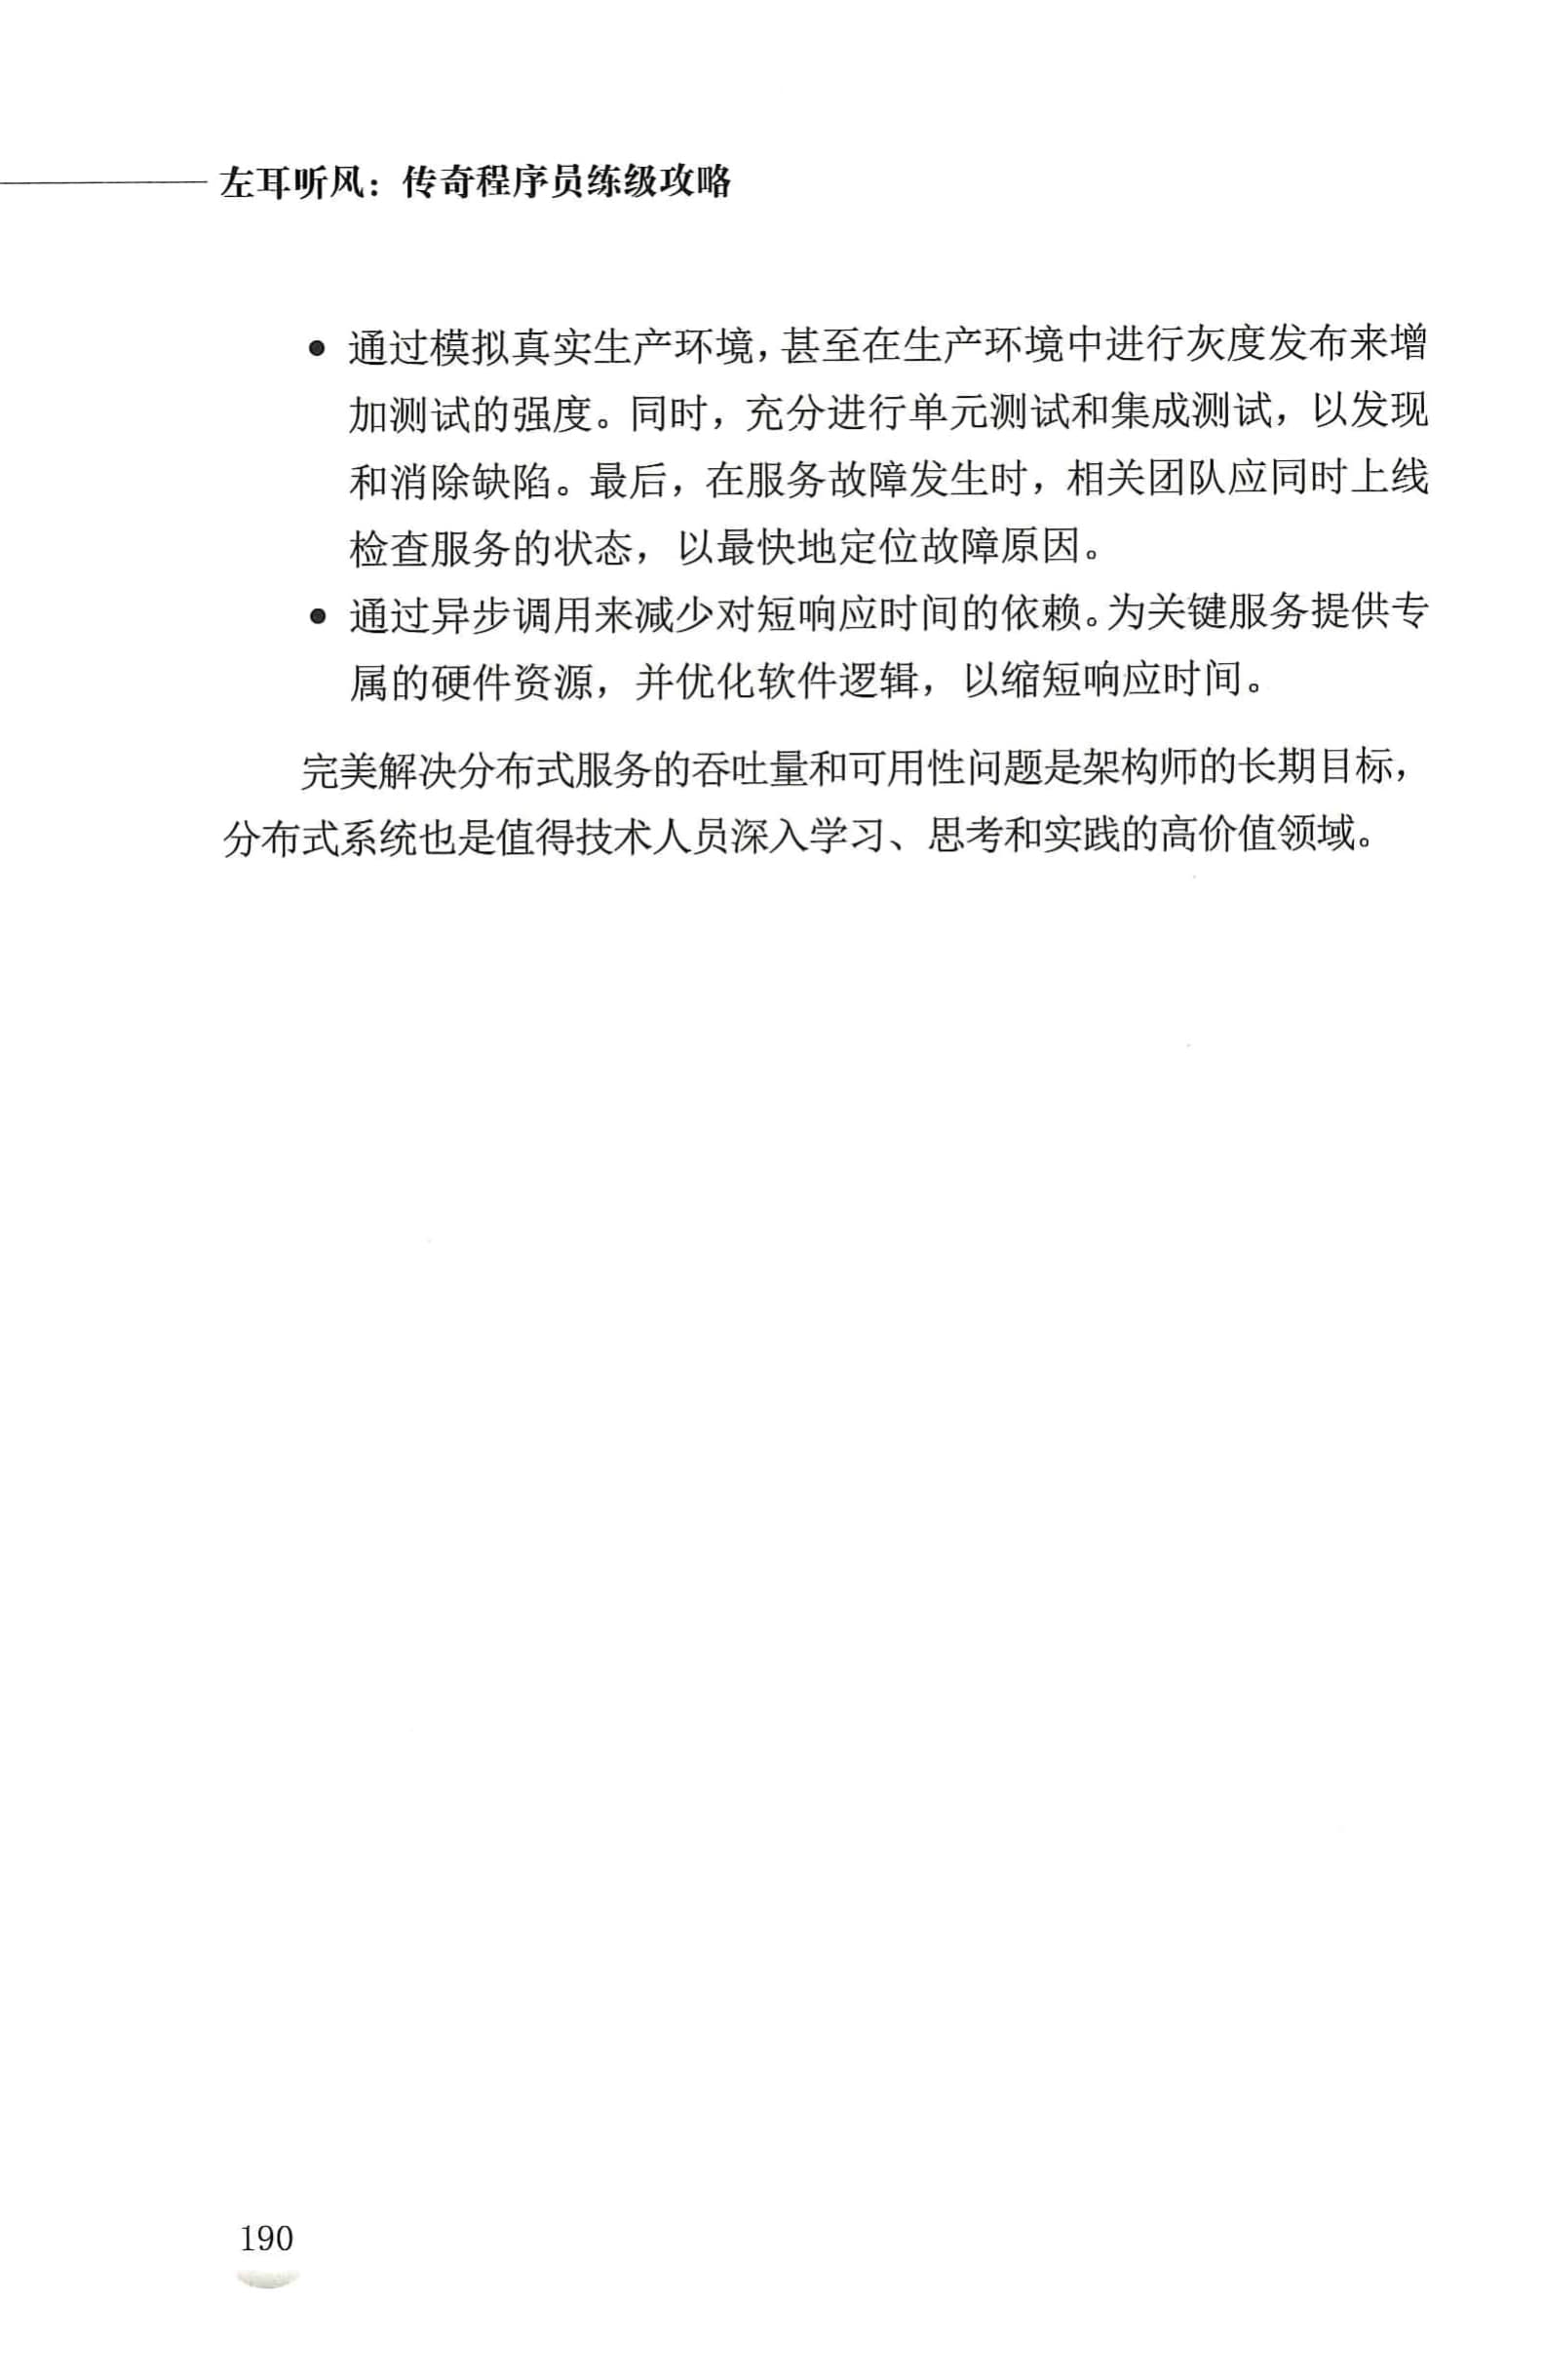 左耳听风：传奇程序员练级攻略
● 通过模拟真实生产环境，甚至在生产环境中进行灰度发布来增
加测试的强度。同时，充分进行单元测试和集成测试，以发现
和消除缺陷。最后，在服务故障发生时，相关团队应同时上线
检查服务的状态，以最快地定位故障原因。
● 通过异步调用来减少对短响应时间的依赖。为关键服务提供专
属的硬件资源，并优化软件逻辑，以缩短响应时间。
完美解决分布式服务的吞吐量和可用性问题是架构师的长期目标，
分布式系统也是值得技术人员深入学习、思考和实践的高价值领域。
190